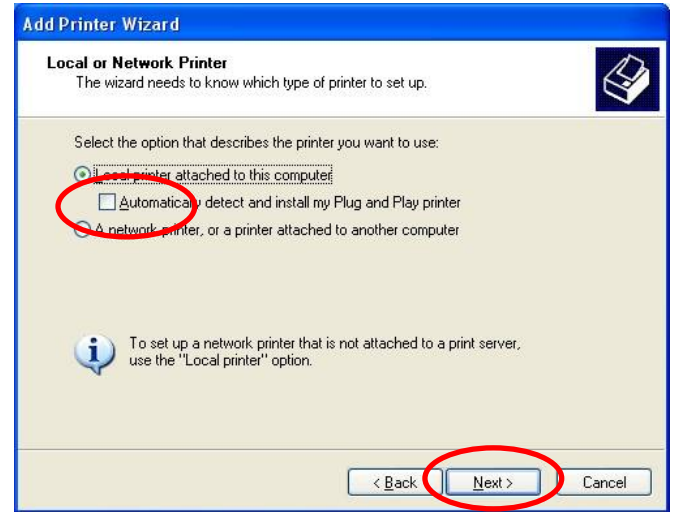 Add Printer Wizard
Local or Network Printer
The wizard needs to know which type of printer to set up.
Select the option that describes the printer you want to use:
Local printer attached to this computer
Automatically detect and install my Plug and Play printer
A network printer, or a printer attached to another computer
To set up a network printer that is not attached to a print server,
use the "Local printer" option.
< Back Next > Cancel